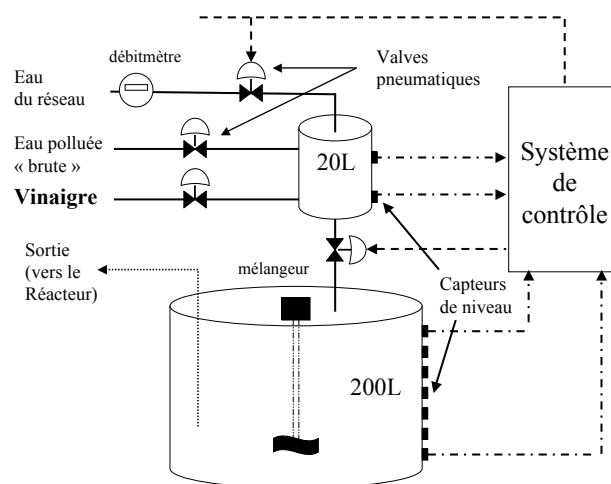 débitmètre
Eau
du réseau
Valves
pneumatiques
Eau polluée
« brute »
20L
Système
de
contrôle
Vinaigre
Sortie
(vers le
Réacteur)
mélangeur
Capteurs
de niveau
200L